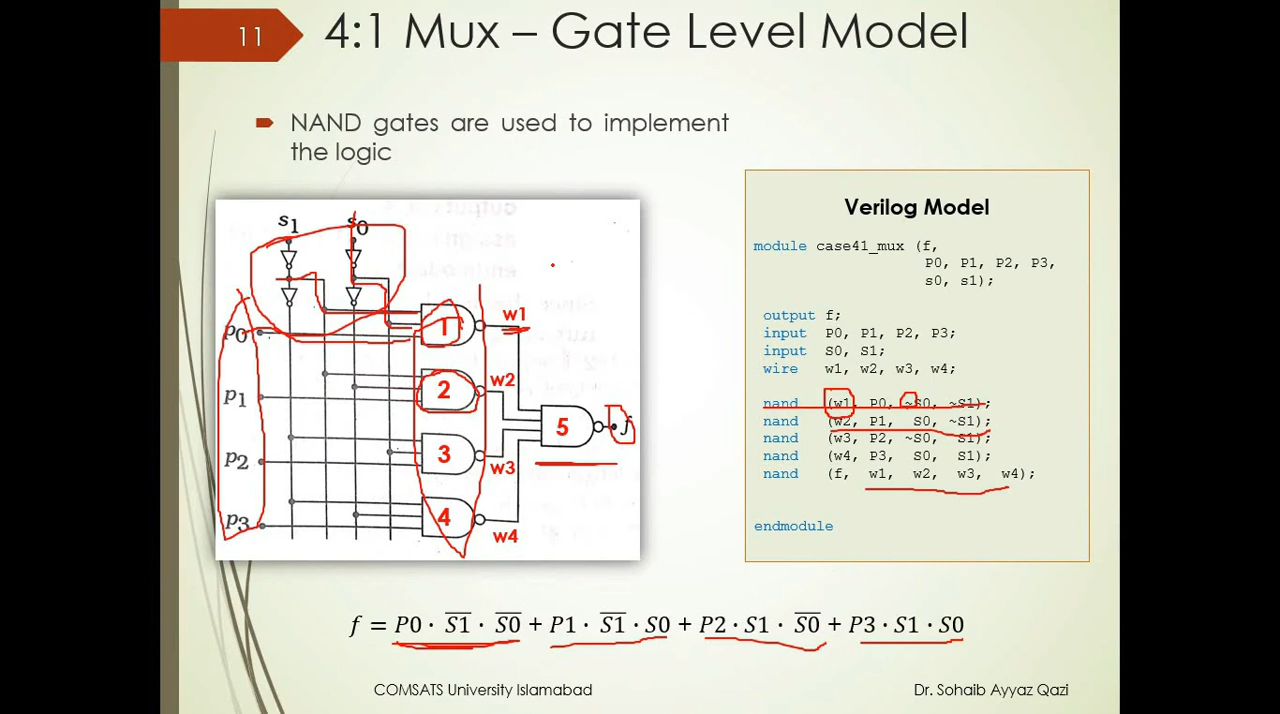 11
4:1 Mux – Gate Level Model
NAND gates are used to implement
the logic
s1 s0
P0
P1
P2
P3
1
2
3
4
5
w1
w2
w3
w4
f
Verilog Model
module case41_mux (f,
P0, P1, P2, P3,
s0, s1);
output f;
input P0, P1, P2, P3;
input S0, S1;
wire w1, w2, w3, w4;
nand (w1, P0, ~S0, ~S1);
nand (w2, P1, S0, ~S1);
nand (w3, P2, ~S0, S1);
nand (w4, P3, S0, S1);
nand (f, w1, w2, w3, w4);
endmodule
f = P0 · S̅1̅ · S̅0̅ + P1 · S̅1̅ · S0 + P2 · S1 · S̅0̅ + P3 · S1 · S0
COMSATS University Islamabad
Dr. Sohaib Ayyaz Qazi